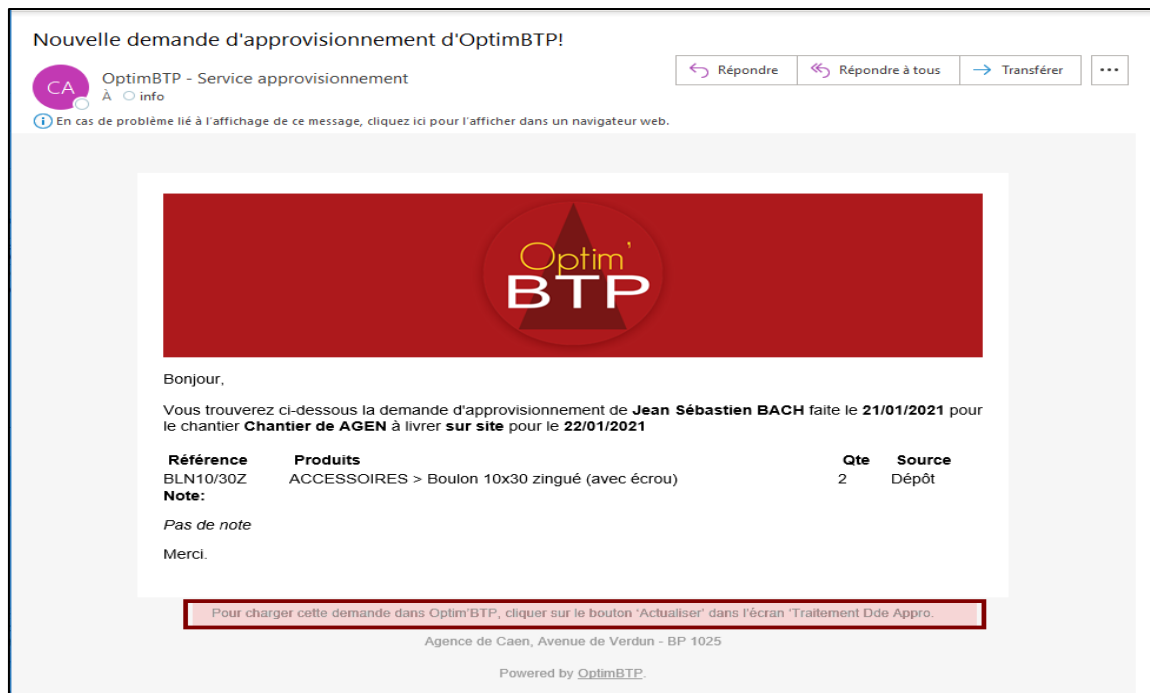 Nouvelle demande d'approvisionnement d'OptimBTP!
CA
OptimBTP - Service approvisionnement
À info
Répondre
Répondre à tous
Transférer
En cas de problème lié à l'affichage de ce message, cliquez ici pour l'afficher dans un navigateur web.
Optim'
BTP
Bonjour,
Vous trouverez ci-dessous la demande d'approvisionnement de Jean Sébastien BACH faite le 21/01/2021 pour
le chantier Chantier de AGEN à livrer sur site pour le 22/01/2021
Référence Produits Qte Source
BLN10/30Z ACCESSOIRES > Boulon 10x30 zingué (avec écrou) 2 Dépôt
Note:
Pas de note
Merci.
Pour charger cette demande dans Optim'BTP, cliquer sur le bouton 'Actualiser' dans l'écran 'Traitement Dde Appro.
Agence de Caen, Avenue de Verdun - BP 1025
Powered by OptimBTP.